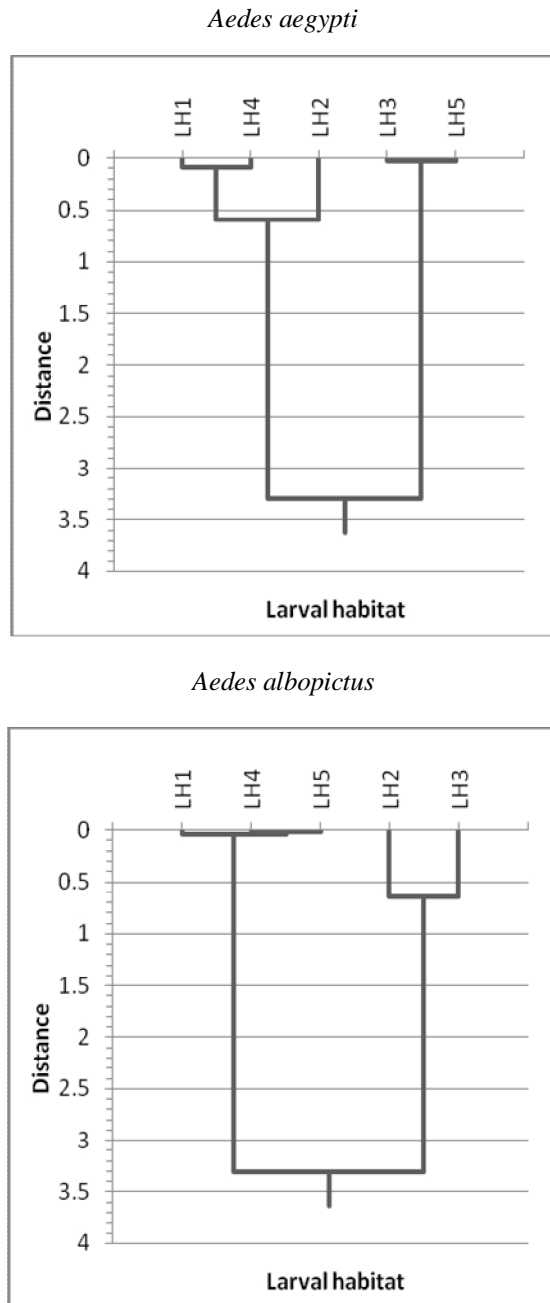 Aedes aegypti
LH1 LH4 LH2 LH3 LH5
0
0.5
1
1.5
2
2.5
3
3.5
4
Distance
Larval habitat
Aedes albopictus
LH1 LH4 LH5 LH2 LH3
0
0.5
1
1.5
2
2.5
3
3.5
4
Distance
Larval habitat